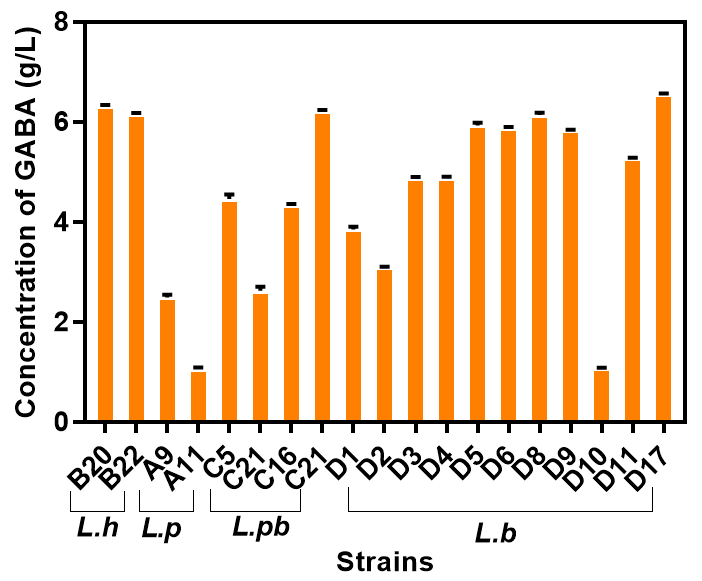 Concentration of GABA (g/L)
8
6
4
2
0
B20 B22 A9 A11 C5 C21 C16 C21 D1 D2 D3 D4 D5 D6 D8 D9 D10 D11 D17
L.h L.p L.pb L.b
Strains